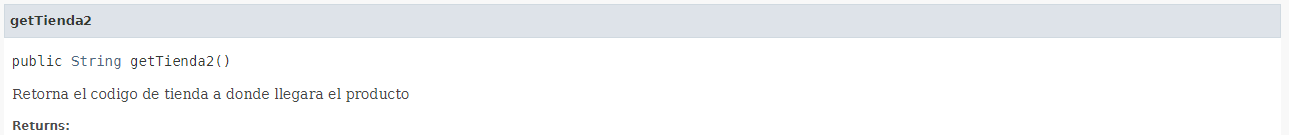 getTienda2
public String getTienda2()
Retorna el codigo de tienda a donde llegara el producto
Returns: